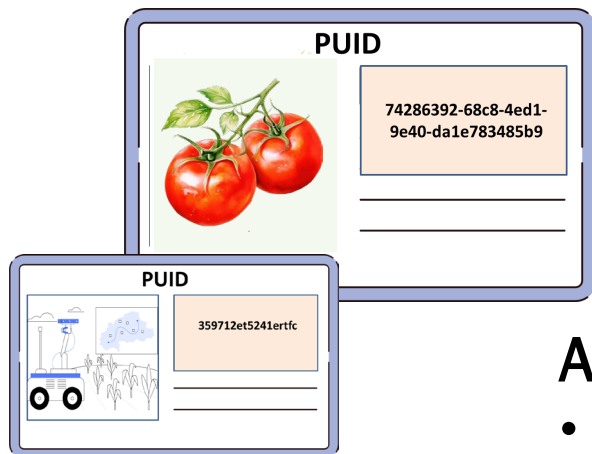 PUID
74286392-68c8-4ed1-
9e40-da1e783485b9
PUID
359712et5241ertfc
A
•